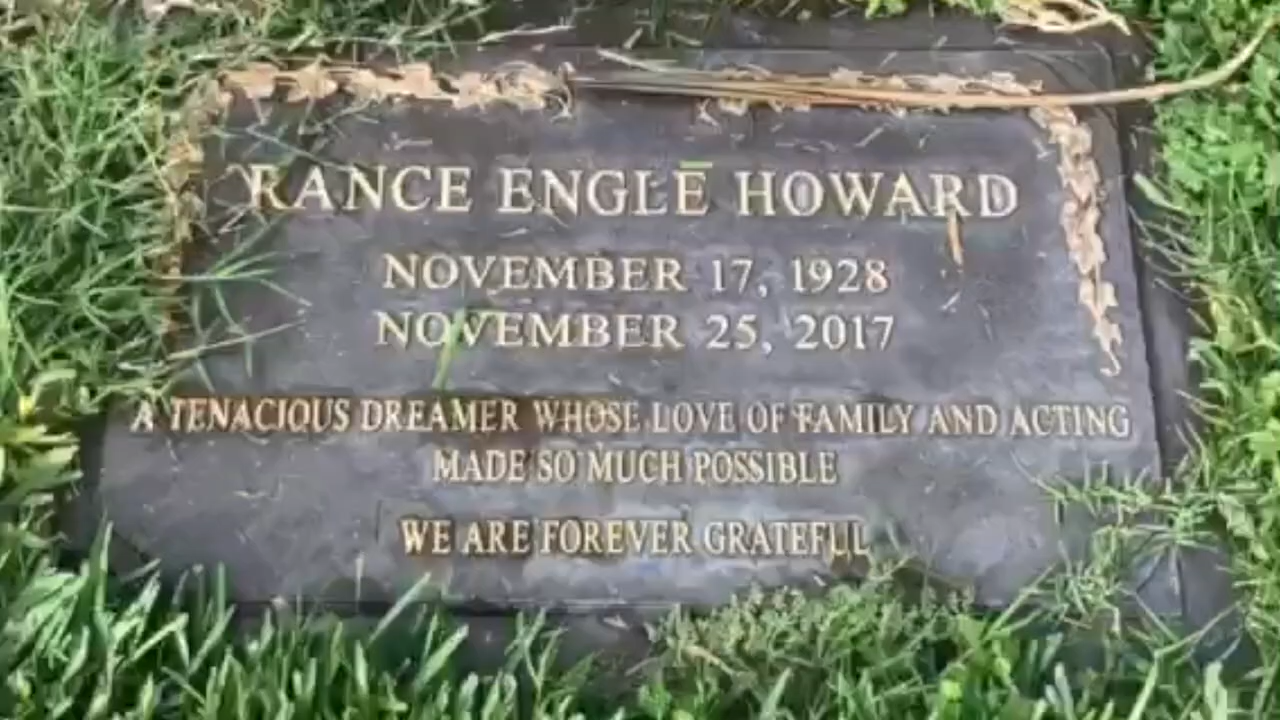 RANCE ENGLE HOWARD
NOVEMBER 17, 1928
NOVEMBER 25, 2017
A TENACIOUS DREAMER WHOSE LOVE OF FAMILY AND ACTING
MADE SO MUCH POSSIBLE
WE ARE FOREVER GRATEFUL